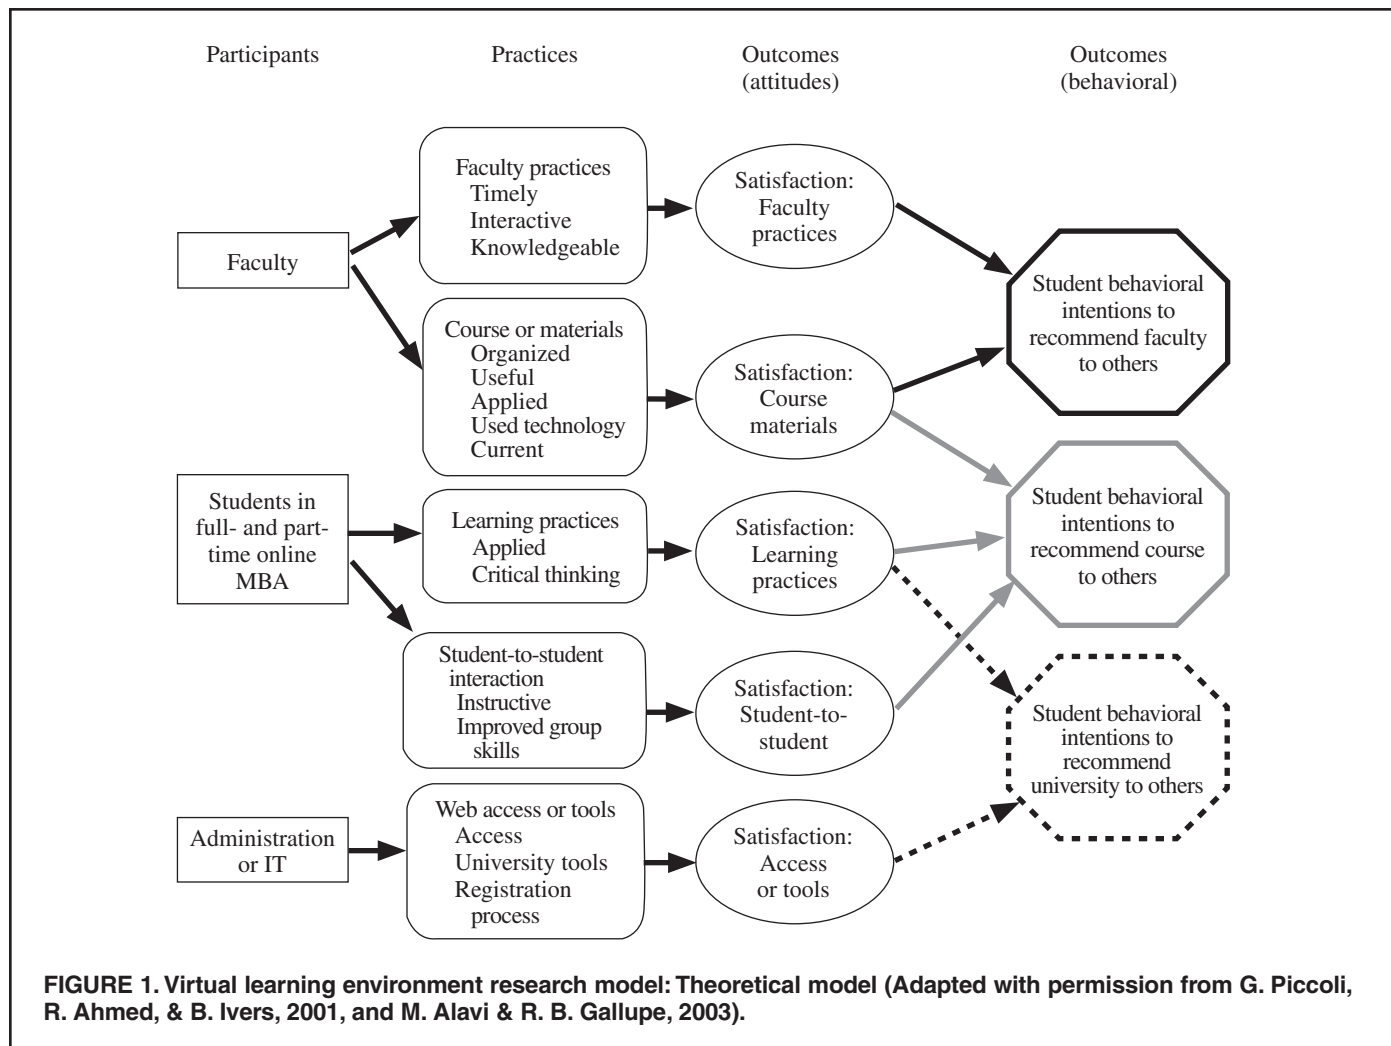 Participants
Practices
Outcomes
(attitudes)
Outcomes
(behavioral)
Faculty
Faculty practices
Timely
Interactive
Knowledgeable
Satisfaction:
Faculty
practices
Student behavioral
intentions to
recommend faculty
to others
Course or materials
Organized
Useful
Applied
Used technology
Current
Satisfaction:
Course
materials
Students in
full- and part-
time online
MBA
Learning practices
Applied
Critical thinking
Satisfaction:
Learning
practices
Student behavioral
intentions to
recommend course
to others
Student-to-student
interaction
Instructive
Improved group
skills
Satisfaction:
Student-to-
student
Student behavioral
intentions to
recommend
university to others
Administration
or IT
Web access or tools
Access
University tools
Registration
process
Satisfaction:
Access
or tools
FIGURE 1. Virtual learning environment research model: Theoretical model (Adapted with permission from G. Piccoli,
R. Ahmed, & B. Ivers, 2001, and M. Alavi & R. B. Gallupe, 2003).